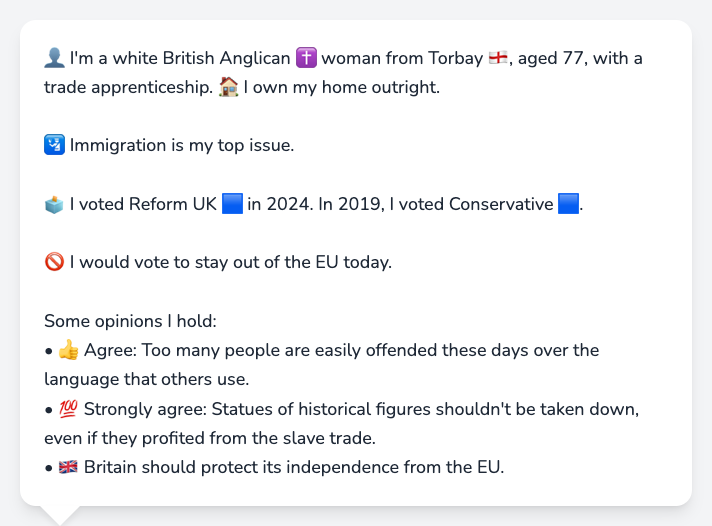 👤 I'm a white British Anglican ✝️ woman from Torbay 🏴󠁧󠁢󠁥󠁮󠁧󠁿, aged 77, with a
trade apprenticeship. 🏠 I own my home outright.
🛂 Immigration is my top issue.
🗳️ I voted Reform UK 🟦 in 2024. In 2019, I voted Conservative 🟦.
🚫 I would vote to stay out of the EU today.
Some opinions I hold:
• 👍 Agree: Too many people are easily offended these days over the
language that others use.
• 💯 Strongly agree: Statues of historical figures shouldn't be taken down,
even if they profited from the slave trade.
• 🇬🇧 Britain should protect its independence from the EU.